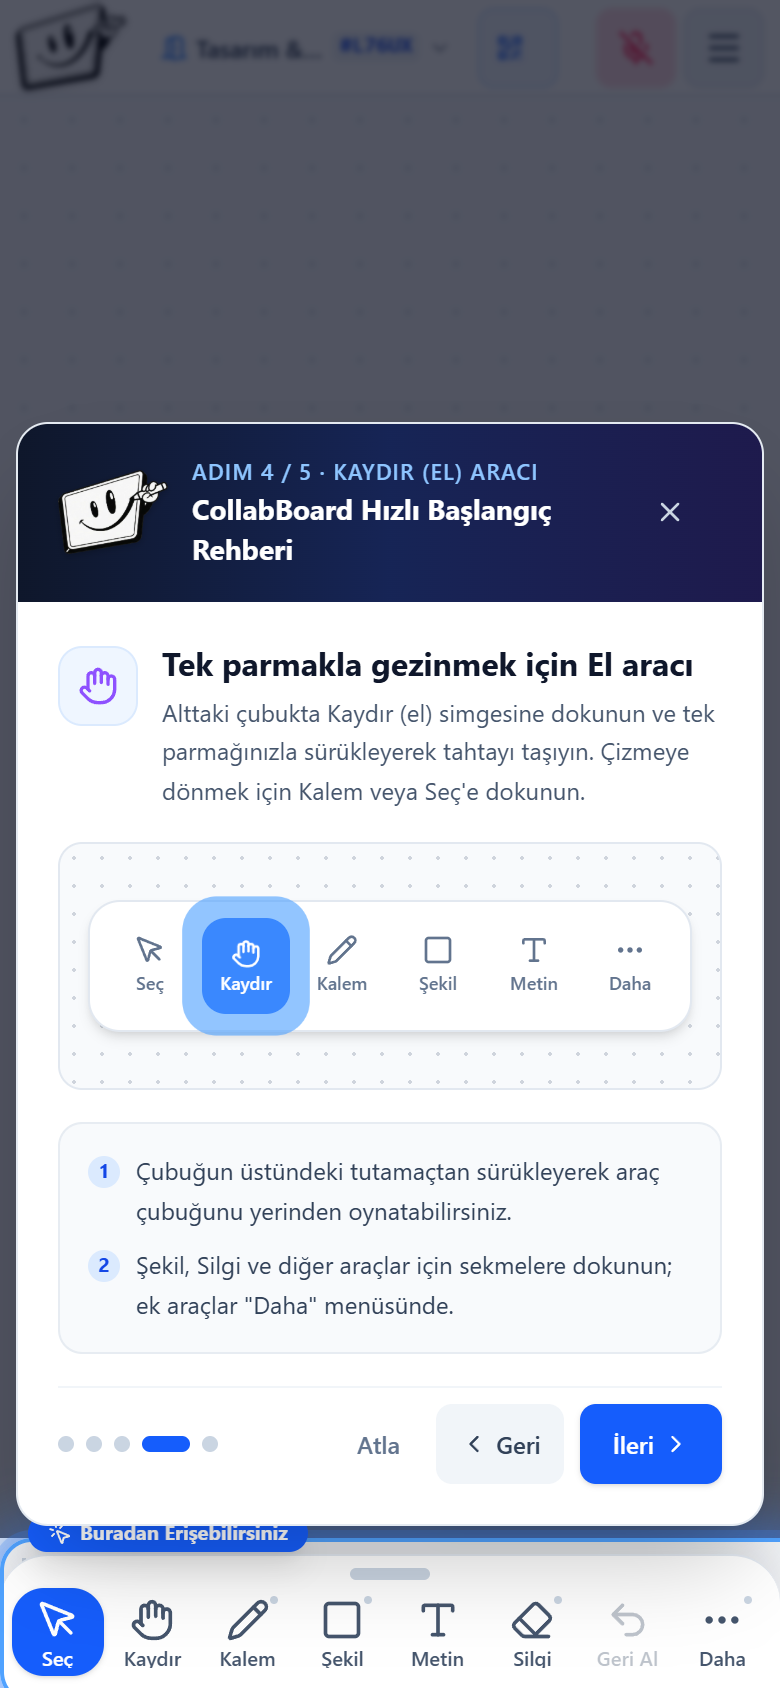 Tasarım &...
#L76UX
ADIM 4 / 5 · KAYDIR (EL) ARACI
CollabBoard Hızlı Başlangıç
Rehberi
Tek parmakla gezinmek için El aracı
Alttaki çubukta Kaydır (el) simgesine dokunun ve tek
parmağınızla sürükleyerek tahtayı taşıyın. Çizmeye
dönmek için Kalem veya Seç'e dokunun.
Seç
Kaydır
Kalem
Şekil
Metin
Daha
1 Çubuğun üstündeki tutamaçtan sürükleyerek araç
çubuğunu yerinden oynatabilirsiniz.
2 Şekil, Silgi ve diğer araçlar için sekmelere dokunun;
ek araçlar "Daha" menüsünde.
Atla
Geri
İleri
Buradan Erişebilirsiniz
Seç
Kaydır
Kalem
Şekil
Metin
Silgi
Geri Al
Daha